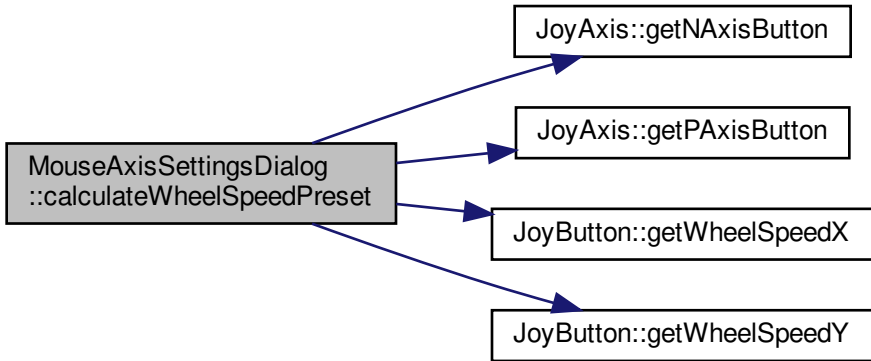 JoyAxis::getNAxisButton
JoyAxis::getPAxisButton
MouseAxisSettingsDialog
::calculateWheelSpeedPreset
JoyButton::getWheelSpeedX
JoyButton::getWheelSpeedY